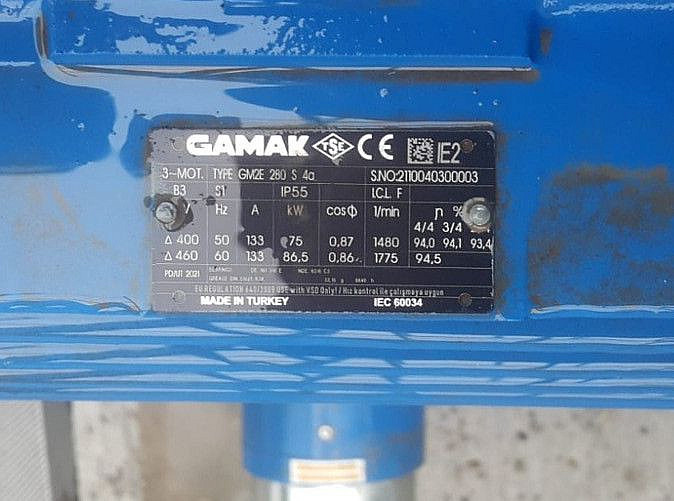 GAMAK TSE CE IE2
3~MOT. TYPE GM2E 280 S 4a S.NO:2110040300003
B3 S1 IP55 I.C.L. F
V Hz A kW cosϕ 1/min η %
4/4 3/4
Δ 400 50 133 75 0,87 1480 94,0 94,1 93,4
Δ 460 60 133 86,5 0,86 1775 94,5
2021
EU REGULATION 640/2009 USE with VSD Only! / Hız kontrol ile çalışmaya uygun
MADE IN TURKEY IEC 60034